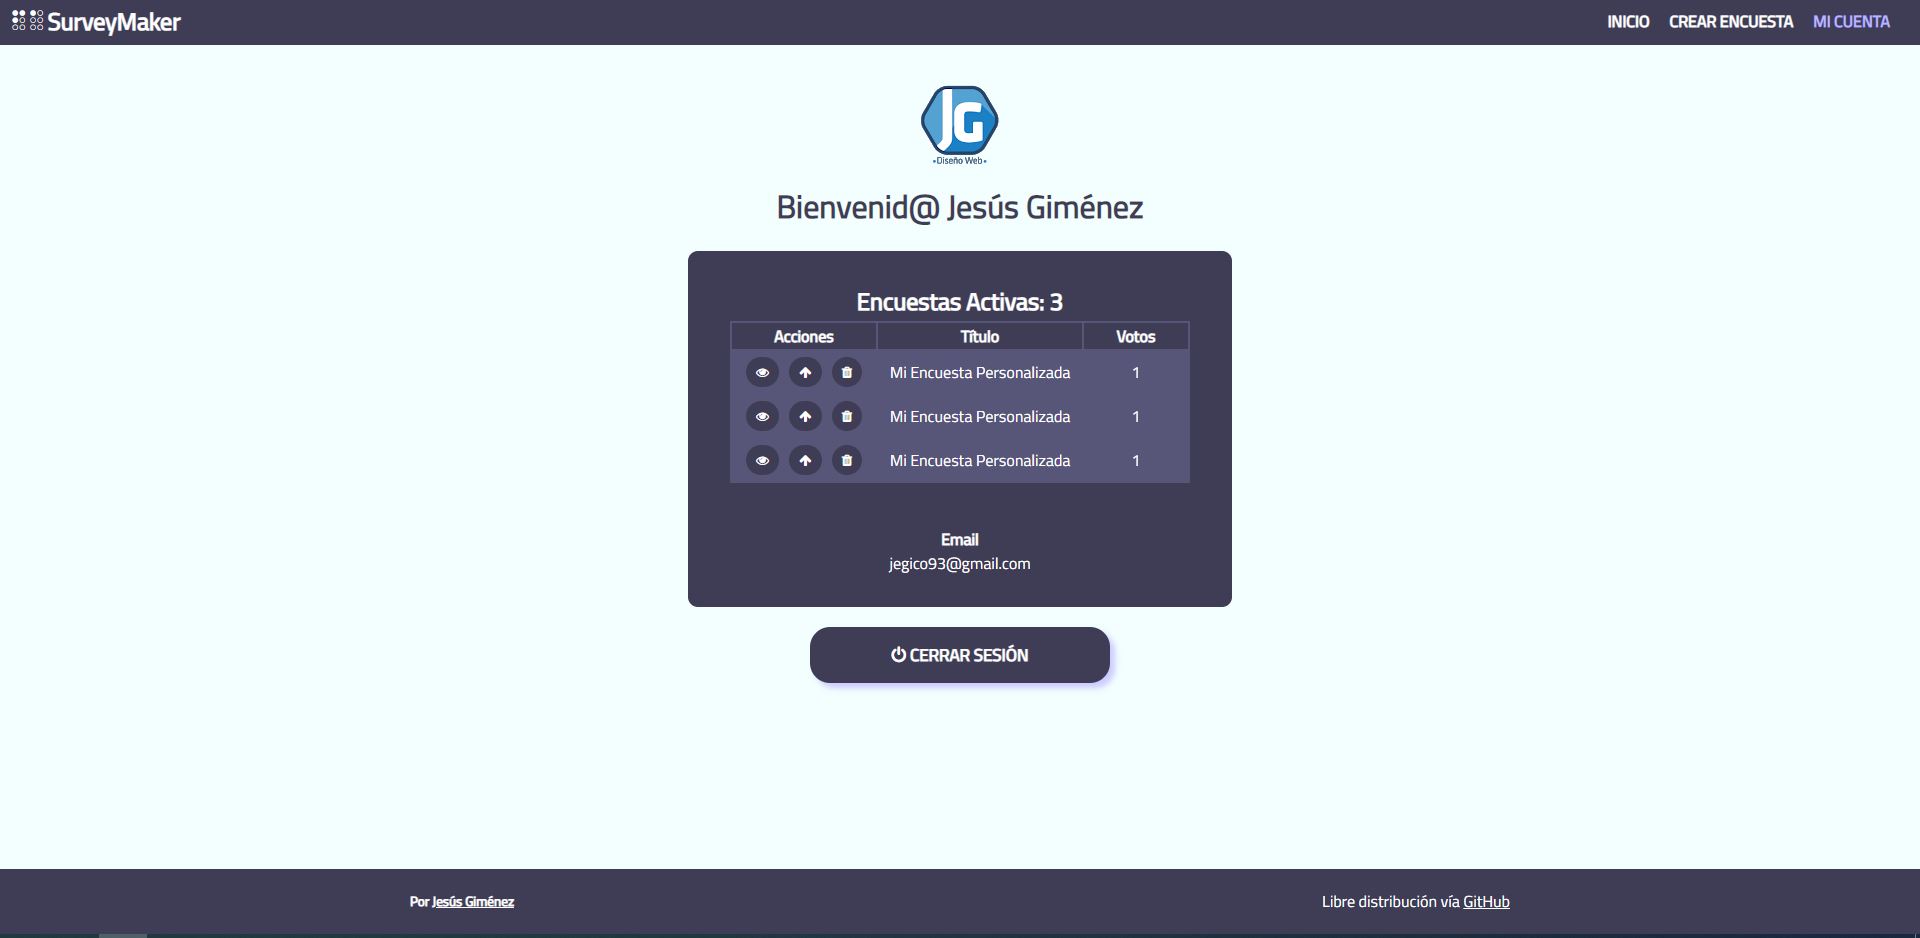 SurveyMaker INICIO CREAR ENCUESTA MI CUENTA
JG
•Diseño Web•
Bienvenid@ Jesús Giménez
Encuestas Activas: 3
Acciones Título Votos
Mi Encuesta Personalizada 1
Mi Encuesta Personalizada 1
Mi Encuesta Personalizada 1
Email
jegico93@gmail.com
CERRAR SESIÓN
Por Jesús Giménez Libre distribución vía GitHub